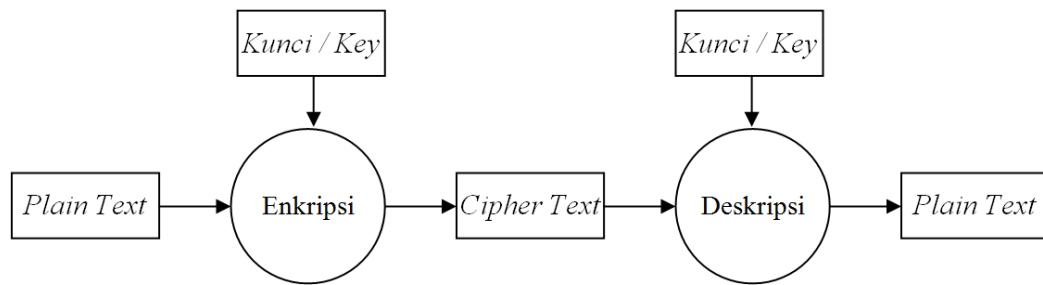 Kunci / Key
Kunci / Key
Plain Text
Enkripsi
Cipher Text
Deskripsi
Plain Text